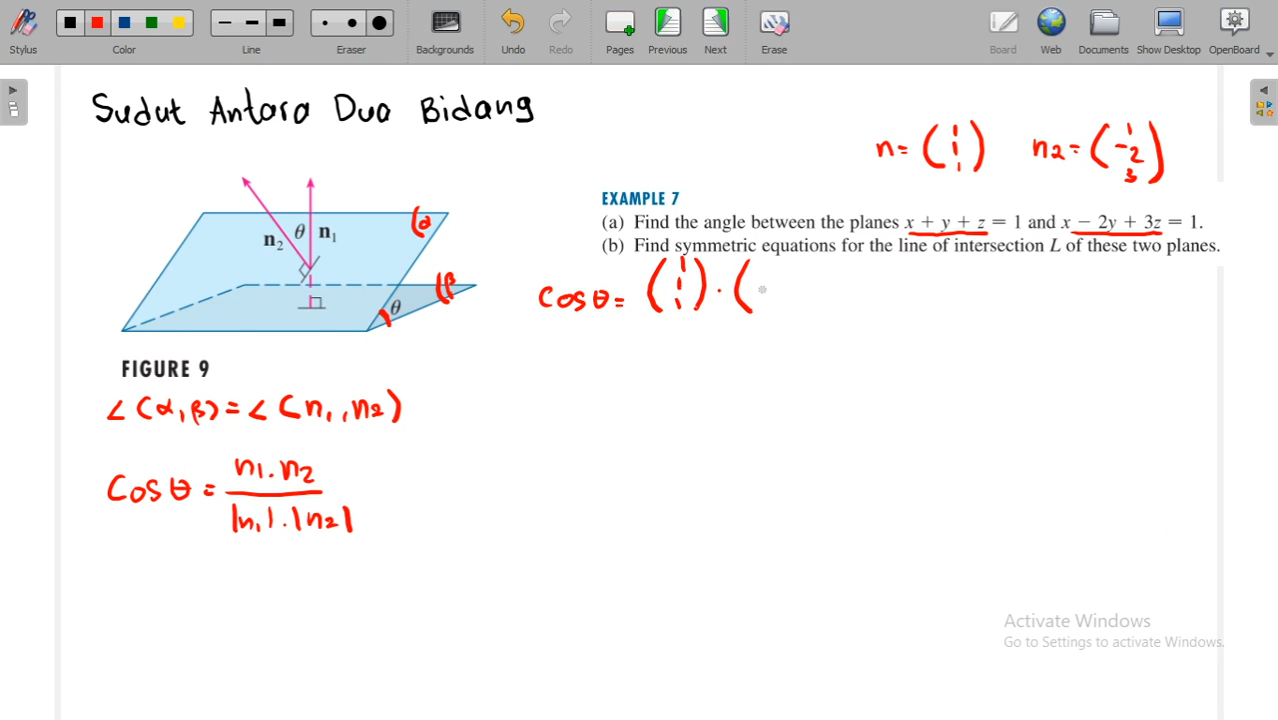 Stylus Color Line Eraser Backgrounds Undo Redo Pages Previous Next Erase Board Web Documents Show Desktop OpenBoard
Sudut Antara Dua Bidang
n = (1 1 1) n2 = (1 -2 3)
EXAMPLE 7
(a) Find the angle between the planes x + y + z = 1 and x − 2y + 3z = 1.
(b) Find symmetric equations for the line of intersection L of these two planes.
θ n₁
n₂
(α
(β
θ
Cos θ = (1 1 1) · (
FIGURE 9
∠(α,β) = ∠(n₁,n₂)
Cos θ = n₁.n₂ / |n₁|.|n₂|
Activate Windows
Go to Settings to activate Windows.